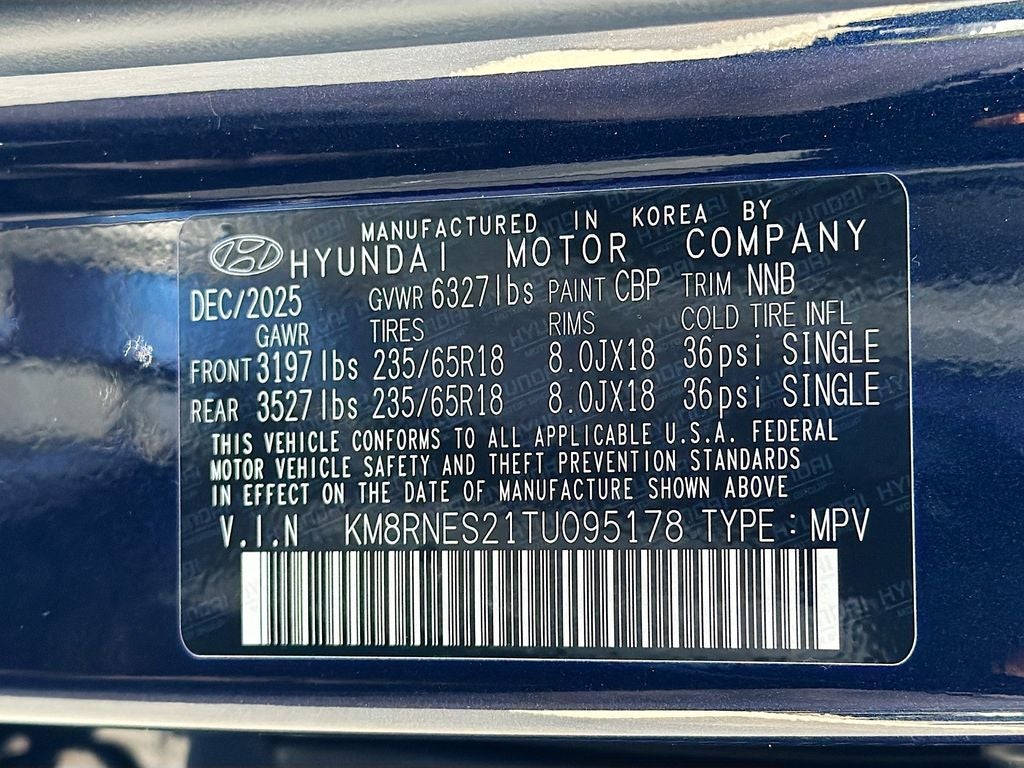 MANUFACTURED IN KOREA BY
HYUNDAI MOTOR COMPANY
DEC/2025 GVWR 6327lbs PAINT CBP TRIM NNB
GAWR TIRES RIMS COLD TIRE INFL
FRONT 3197lbs 235/65R18 8.0JX18 36psi SINGLE
REAR 3527lbs 235/65R18 8.0JX18 36psi SINGLE
THIS VEHICLE CONFORMS TO ALL APPLICABLE U.S.A. FEDERAL
MOTOR VEHICLE SAFETY AND THEFT PREVENTION STANDARDS
IN EFFECT ON THE DATE OF MANUFACTURE SHOWN ABOVE
V.I.N KM8RNES21TU095178 TYPE : MPV